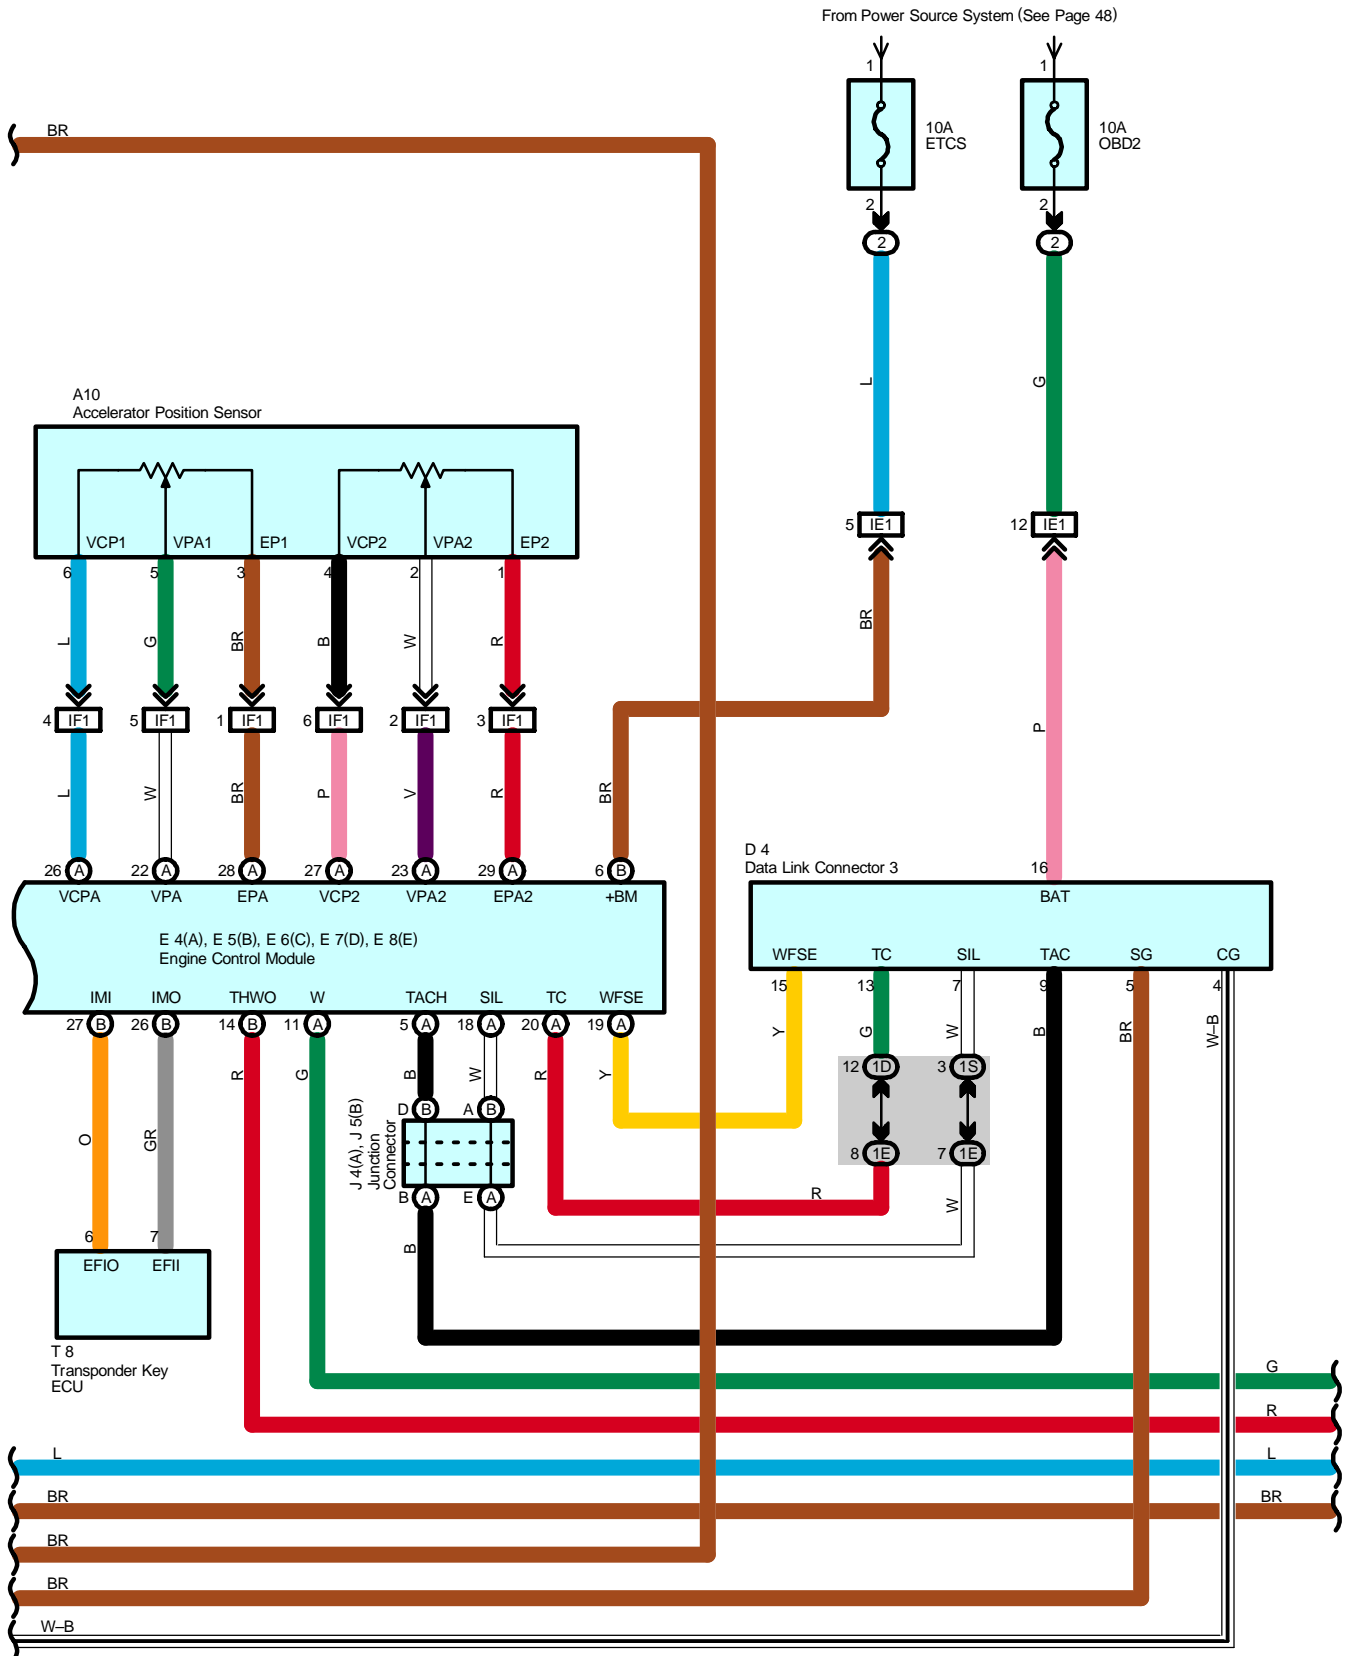 From Power Source System (See Page 48)
1
1
10A
ETCS
10A
OBD2
BR
2
2
2
2
L
G
A10
Accelerator Position Sensor
5 IE1
12 IE1
VCP1 VPA1 EP1 VCP2 VPA2 EP2
6 5 3 4 2 1
L G BR B W R
BR
4 IF1 5 IF1 1 IF1 6 IF1 2 IF1 3 IF1
P
L W BR P V R BR
D 4
Data Link Connector 3
16
26 A 22 A 28 A 27 A 23 A 29 A 6 B
VCPA VPA EPA VCP2 VPA2 EPA2 +BM
BAT
E 4(A), E 5(B), E 6(C), E 7(D), E 8(E)
Engine Control Module
WFSE TC SIL TAC SG CG
15 13 7 9 5 4
IMI IMO THWO W TACH SIL TC WFSE
27 B 26 B 14 B 11 A 5 A 18 A 20 A 19 A
Y G W B BR W–B
R G B W R Y
12 1D 3 1S
D B A B
J 4(A), J 5(B)
Junction
Connector
O GR
8 1E 7 1E
B A E A
R
W
B
6 7
EFIO EFII
T 8
Transponder Key
ECU
G
R
L L
BR BR
BR
BR
W–B